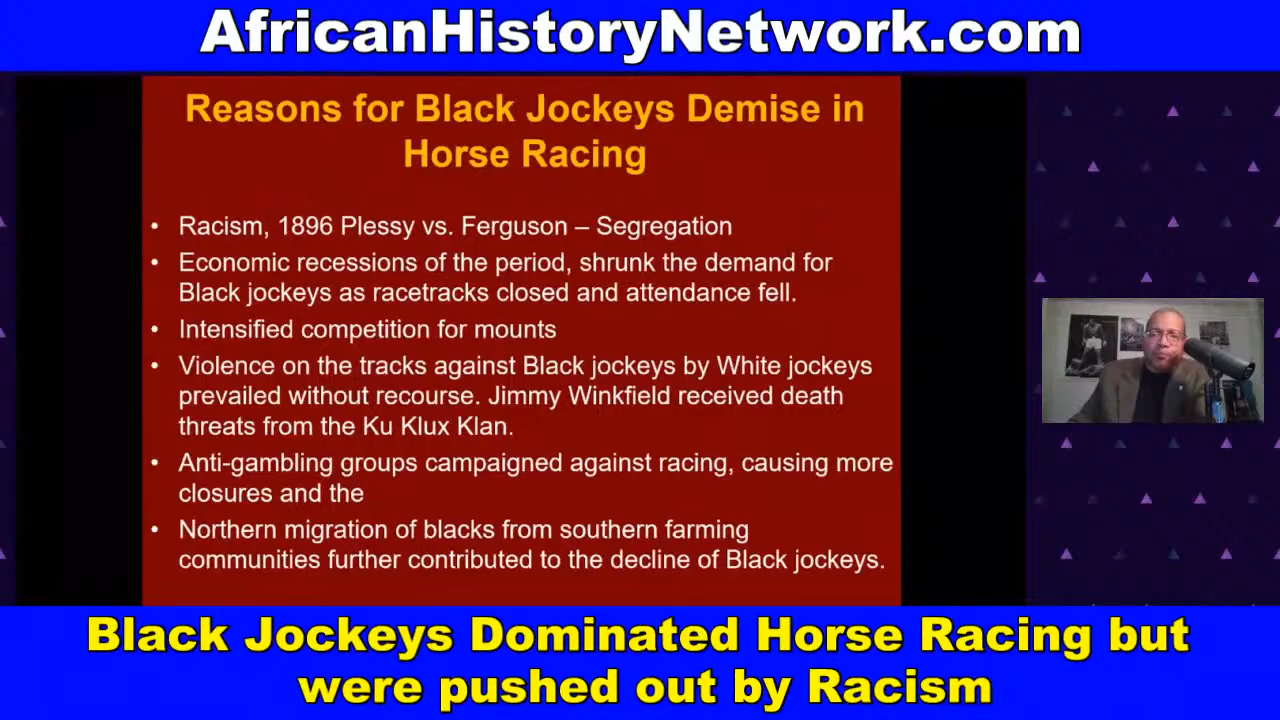 AfricanHistoryNetwork.com
Reasons for Black Jockeys Demise in
Horse Racing
• Racism, 1896 Plessy vs. Ferguson – Segregation
• Economic recessions of the period, shrunk the demand for
Black jockeys as racetracks closed and attendance fell.
• Intensified competition for mounts
• Violence on the tracks against Black jockeys by White jockeys
prevailed without recourse. Jimmy Winkfield received death
threats from the Ku Klux Klan.
• Anti-gambling groups campaigned against racing, causing more
closures and the
• Northern migration of blacks from southern farming
communities further contributed to the decline of Black jockeys.
Black Jockeys Dominated Horse Racing but
were pushed out by Racism